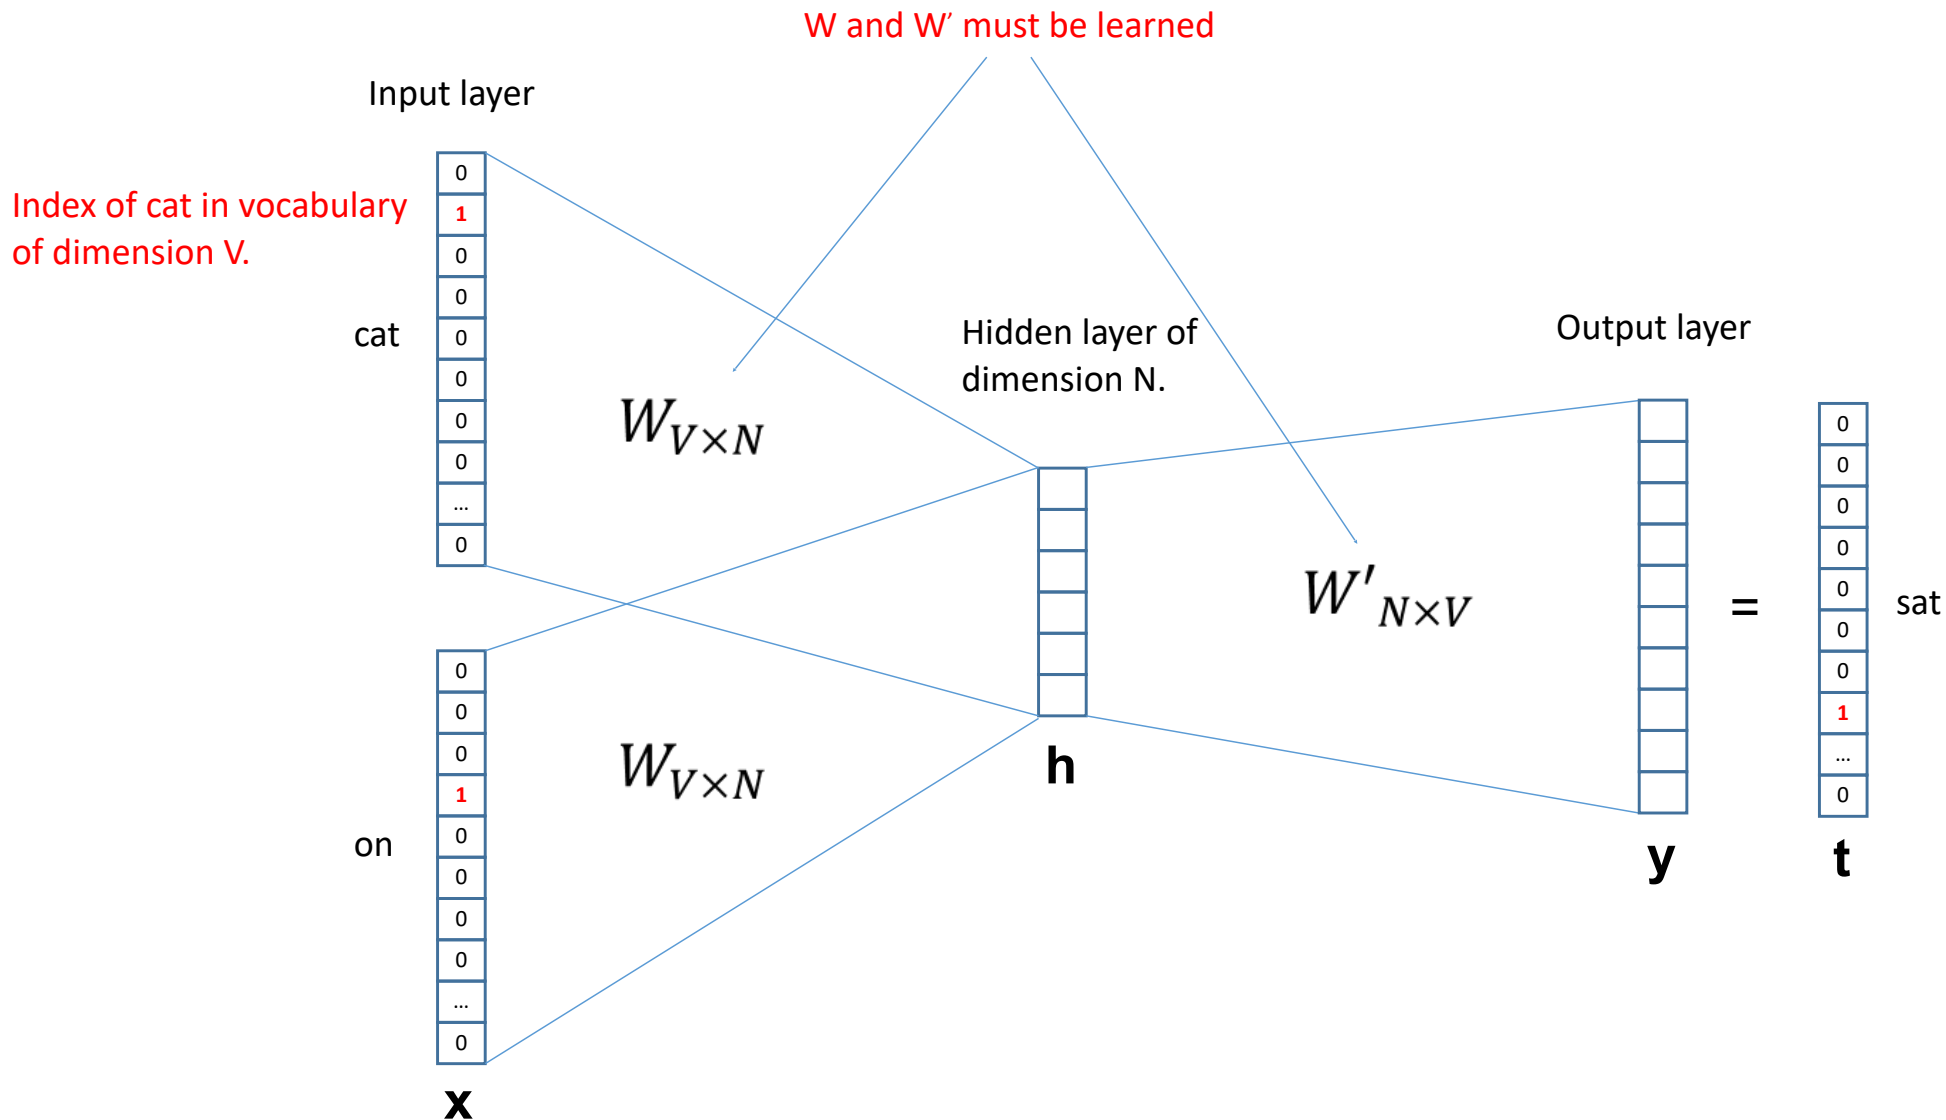 W and W’ must be learned
Input layer
Index of cat in vocabulary
of dimension V.
cat
0
1
0
0
0
0
0
0
...
0
W_{V×N}
on
0
0
0
1
0
0
0
0
...
0
x
W_{V×N}
Hidden layer of
dimension N.
h
W'_{N×V}
Output layer
y
=
0
0
0
0
0
0
0
1
...
0
t
sat